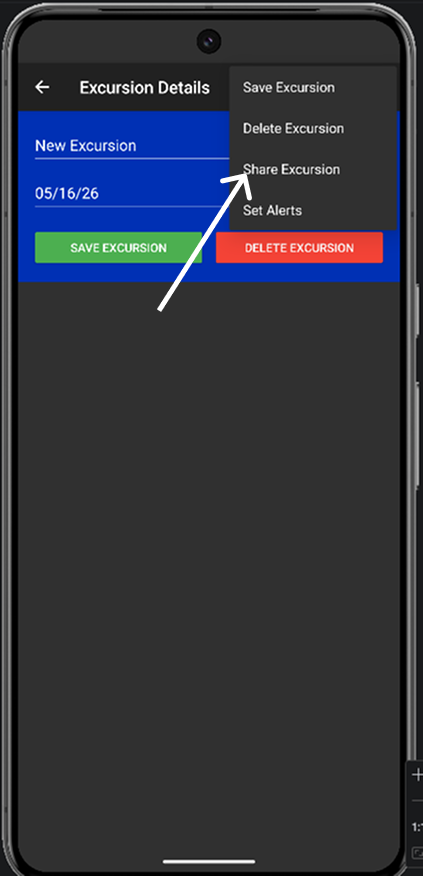 Excursion Details
Save Excursion
Delete Excursion
Share Excursion
Set Alerts
New Excursion
05/16/26
SAVE EXCURSION
DELETE EXCURSION